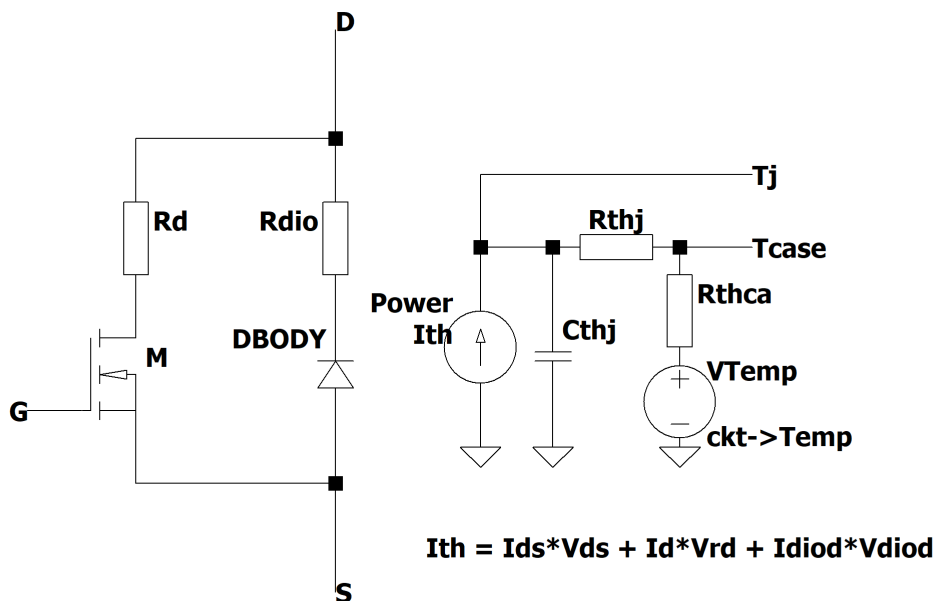 D
Rd
Rdio
M
DBODY
G
S
Tj
Rthj
Tcase
Rthca
Power
Ith
Cthj
VTemp
+
−
ckt->Temp
Ith = Ids*Vds + Id*Vrd + Idiod*Vdiod